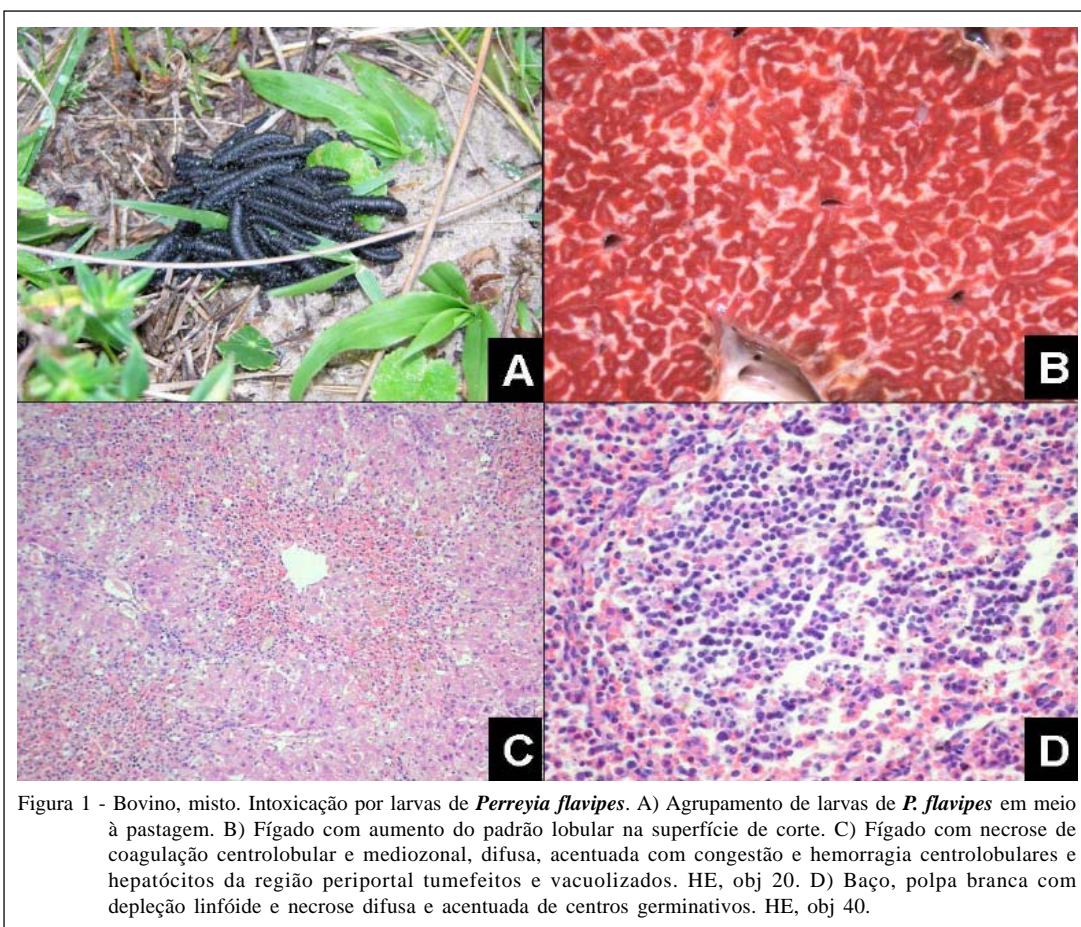 A
B
C
D
Figura 1 - Bovino, misto. Intoxicação por larvas de Perreyia flavipes. A) Agrupamento de larvas de P. flavipes em meio
à pastagem. B) Fígado com aumento do padrão lobular na superfície de corte. C) Fígado com necrose de
coagulação centrolobular e mediozonal, difusa, acentuada com congestão e hemorragia centrolobulares e
hepatócitos da região periportal tumefeitos e vacuolizados. HE, obj 20. D) Baço, polpa branca com
depleção linfóide e necrose difusa e acentuada de centros germinativos. HE, obj 40.